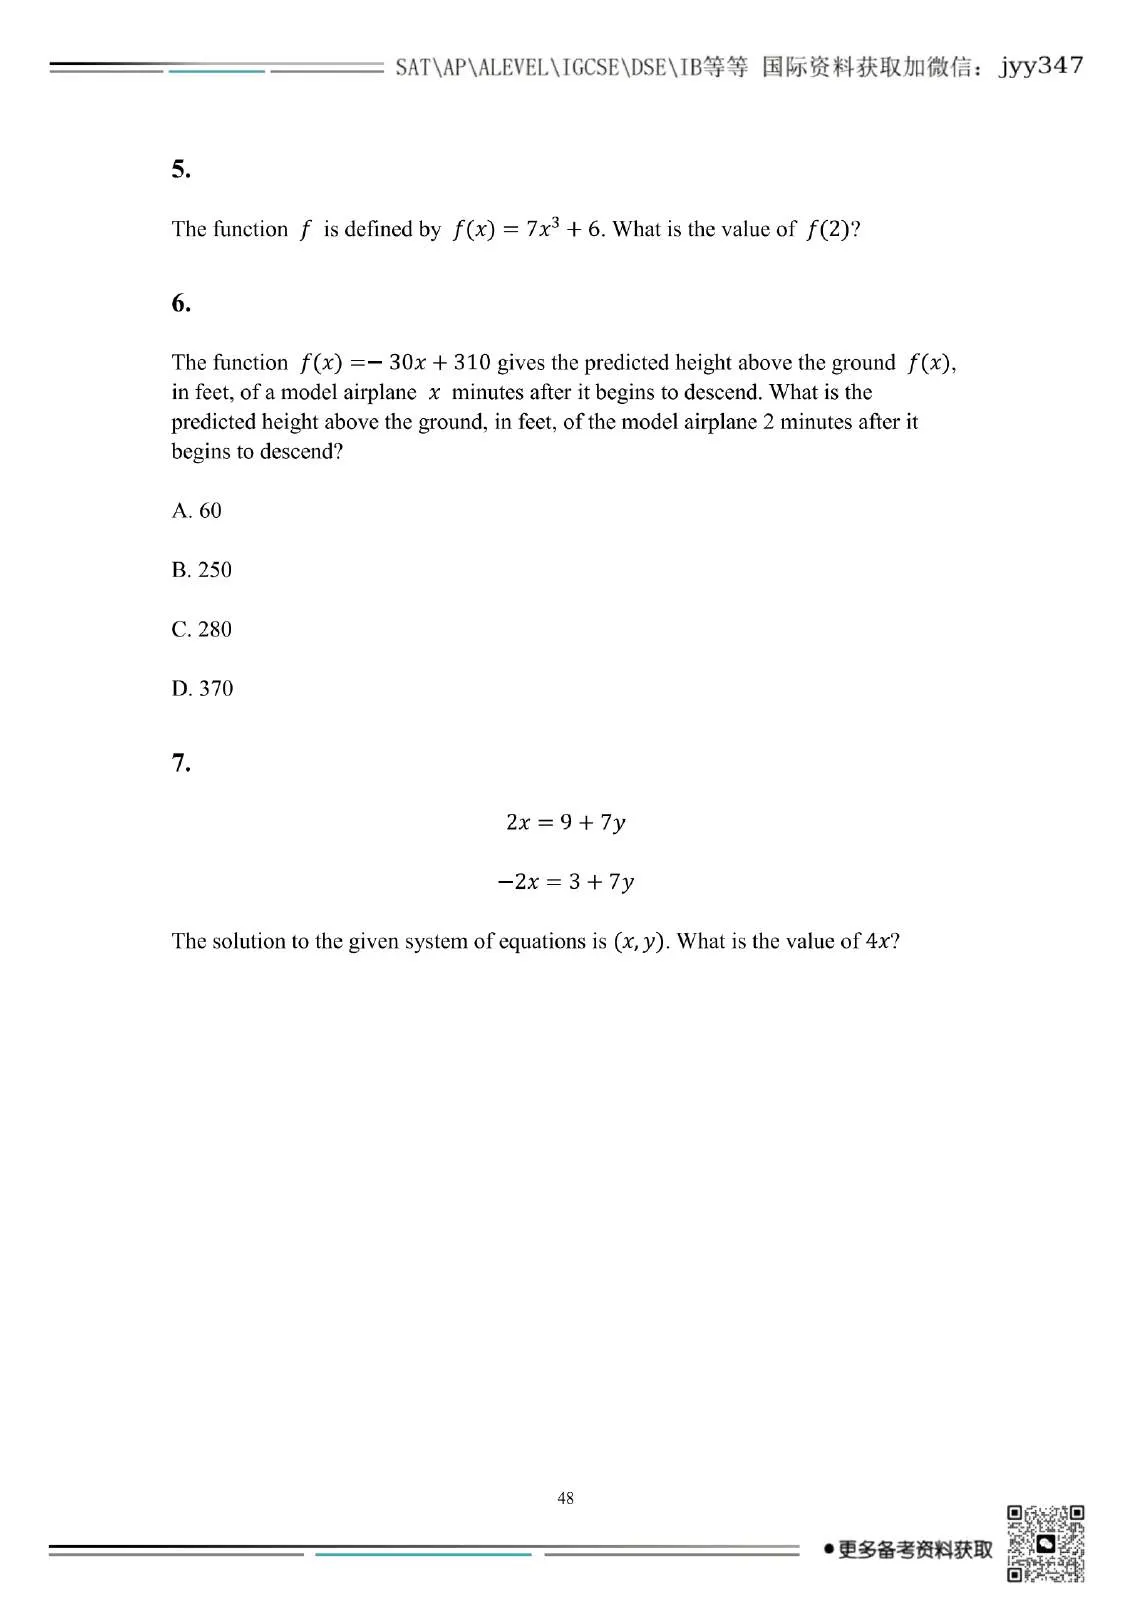 SAT\AP\ALEVEL\IGCSE\DSE\IB等等 国际资料获取加微信：jyy347
5.
The function f is defined by f(x) = 7x³ + 6. What is the value of f(2)?
6.
The function f(x) =− 30x + 310 gives the predicted height above the ground f(x),
in feet, of a model airplane x minutes after it begins to descend. What is the
predicted height above the ground, in feet, of the model airplane 2 minutes after it
begins to descend?
A. 60
B. 250
C. 280
D. 370
7.
2x = 9 + 7y
−2x = 3 + 7y
The solution to the given system of equations is (x, y). What is the value of 4x?
48
●更多备考资料获取